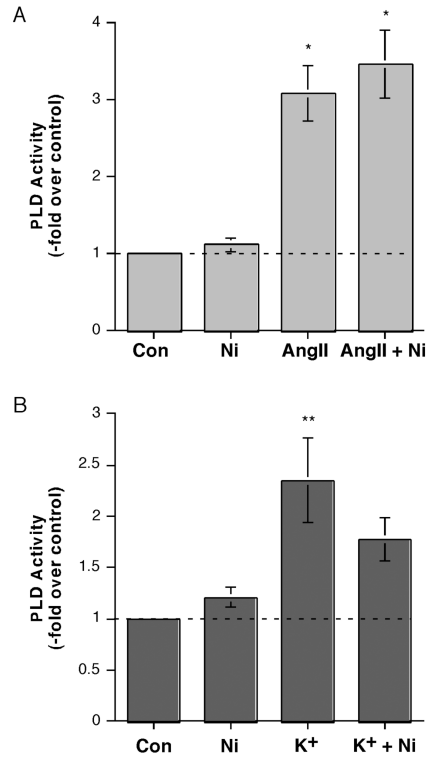 A
PLD Activity
(-fold over control)
4
3
2
1
0
*
*
Con Ni AngII AngII + Ni
B
PLD Activity
(-fold over control)
3
2.5
2
1.5
1
0.5
0
**
Con Ni K+ K+ + Ni